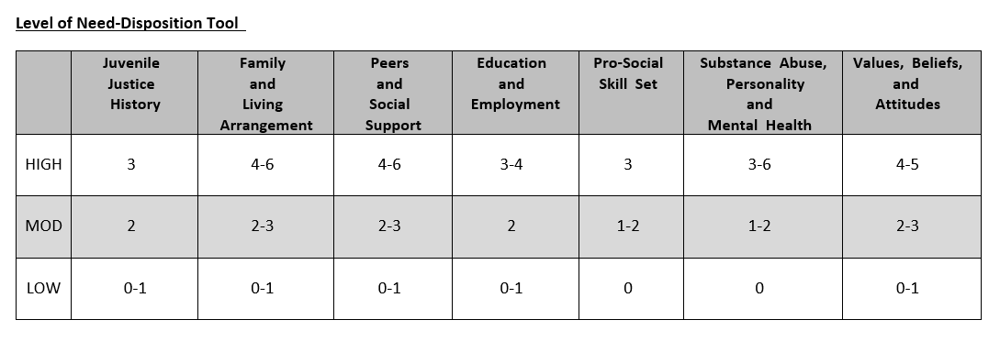 Level of Need-Disposition Tool
Juvenile Justice History
Family and Living Arrangement
Peers and Social Support
Education and Employment
Pro-Social Skill Set
Substance Abuse, Personality and Mental Health
Values, Beliefs, and Attitudes
HIGH 3 4-6 4-6 3-4 3 3-6 4-5
MOD 2 2-3 2-3 2 1-2 1-2 2-3
LOW 0-1 0-1 0-1 0-1 0 0 0-1